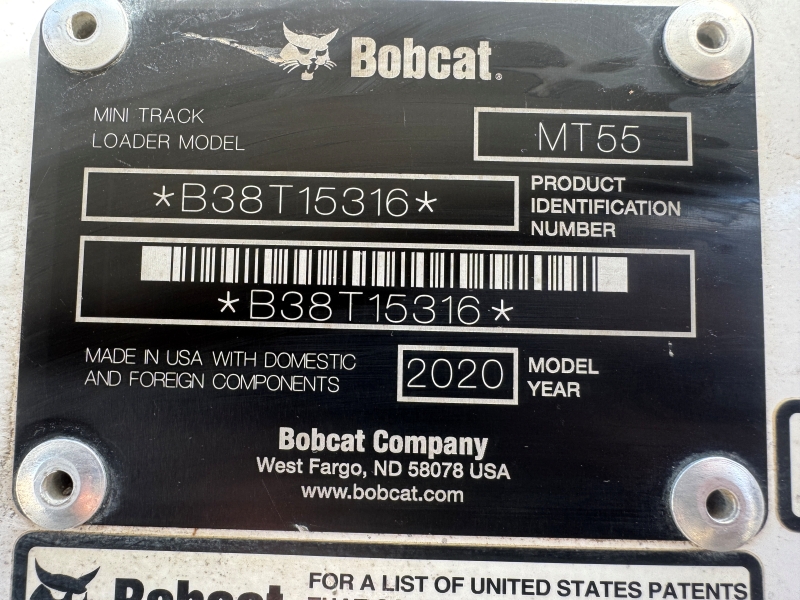 Bobcat®
MINI TRACK
LOADER MODEL
MT55
*B38T15316*
PRODUCT
IDENTIFICATION
NUMBER
*B38T15316*
MADE IN USA WITH DOMESTIC
AND FOREIGN COMPONENTS
2020
MODEL
YEAR
Bobcat Company
West Fargo, ND 58078 USA
www.bobcat.com
Bobcat
FOR A LIST OF UNITED STATES PATENTS